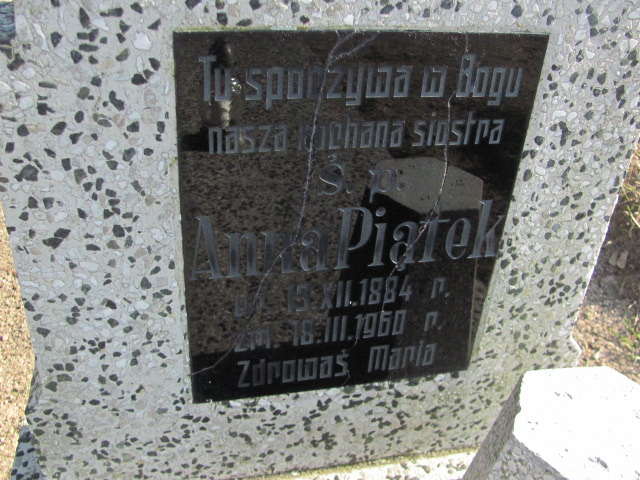 Tu spoczywa w Bogu
nasza kochana siostra
Ś. p.
Anna Piątek
ur. 15.XII.1884 r.
zm. 18.III.1960 r.
Zdrowaś Maria